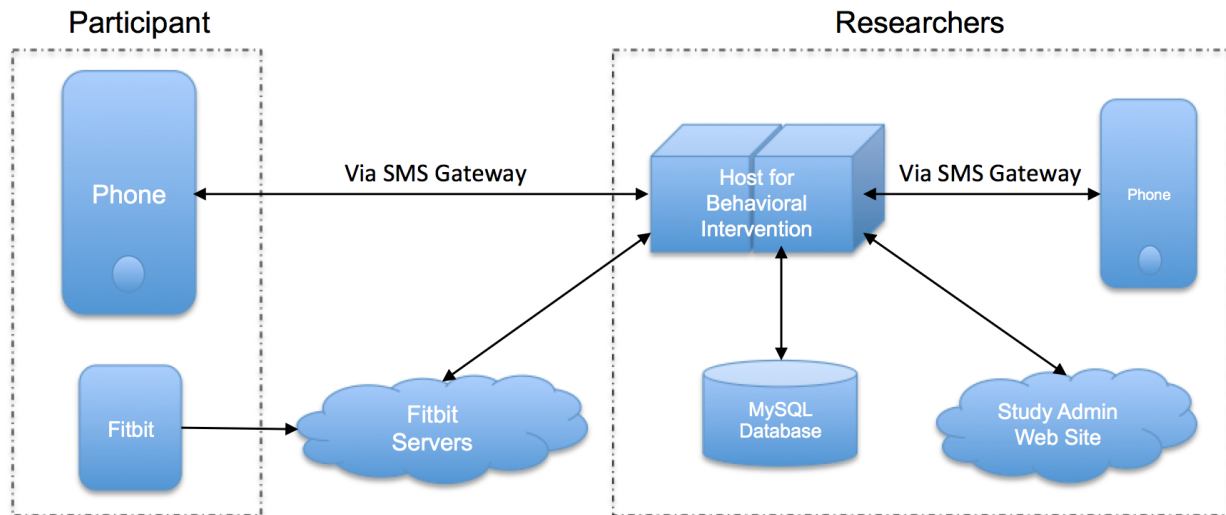 Participant
Researchers
Phone
Via SMS Gateway
Host for
Behavioral
Intervention
Via SMS Gateway
Phone
Fitbit
Fitbit
Servers
MySQL
Database
Study Admin
Web Site